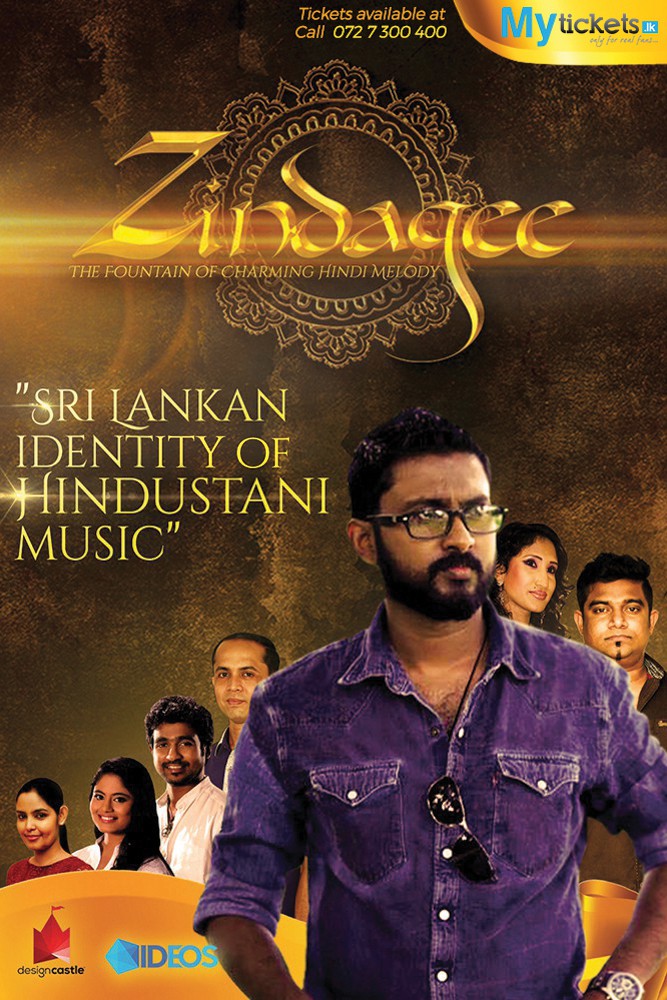 Tickets available at
Call 072 7 300 400
Mytickets.lk
only for real fans...
Zindagee
THE FOUNTAIN OF CHARMING HINDI MELODY
"SRI LANKAN
IDENTITY OF
HINDUSTANI
MUSIC"
designcastle
IDEOS